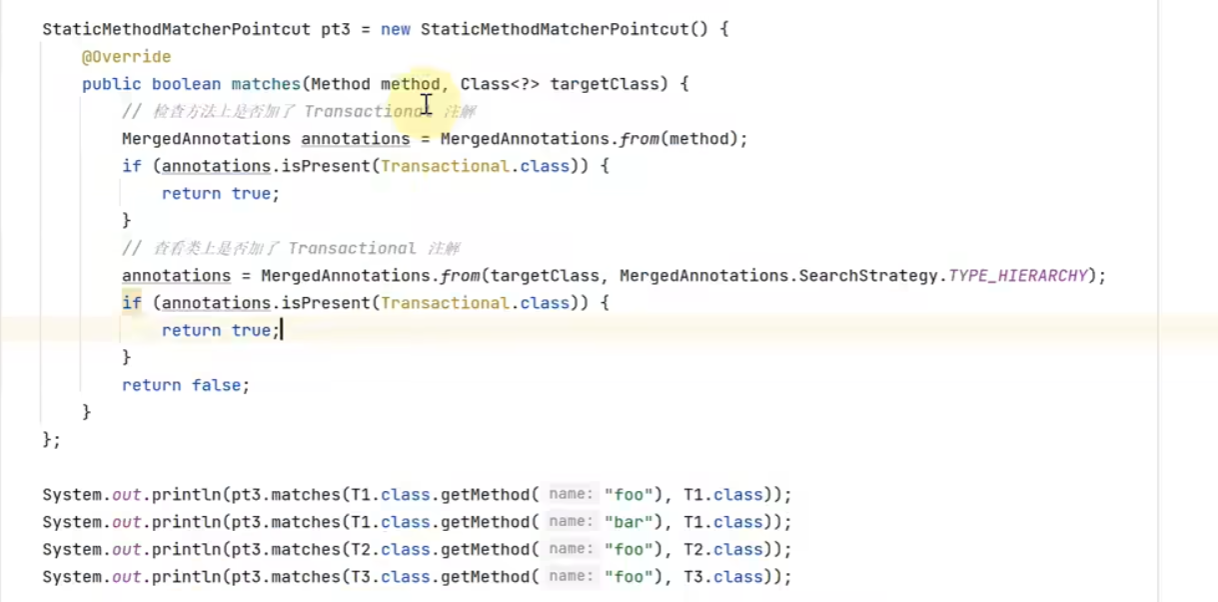 StaticMethodMatcherPointcut pt3 = new StaticMethodMatcherPointcut() {
@Override
public boolean matches(Method method, Class<?> targetClass) {
// 检查方法上是否加了 Transactional 注解
MergedAnnotations annotations = MergedAnnotations.from(method);
if (annotations.isPresent(Transactional.class)) {
return true;
}
// 查看类上是否加了 Transactional 注解
annotations = MergedAnnotations.from(targetClass, MergedAnnotations.SearchStrategy.TYPE_HIERARCHY);
if (annotations.isPresent(Transactional.class)) {
return true;
}
return false;
}
};
System.out.println(pt3.matches(T1.class.getMethod( name: "foo"), T1.class));
System.out.println(pt3.matches(T1.class.getMethod( name: "bar"), T1.class));
System.out.println(pt3.matches(T2.class.getMethod( name: "foo"), T2.class));
System.out.println(pt3.matches(T3.class.getMethod( name: "foo"), T3.class));